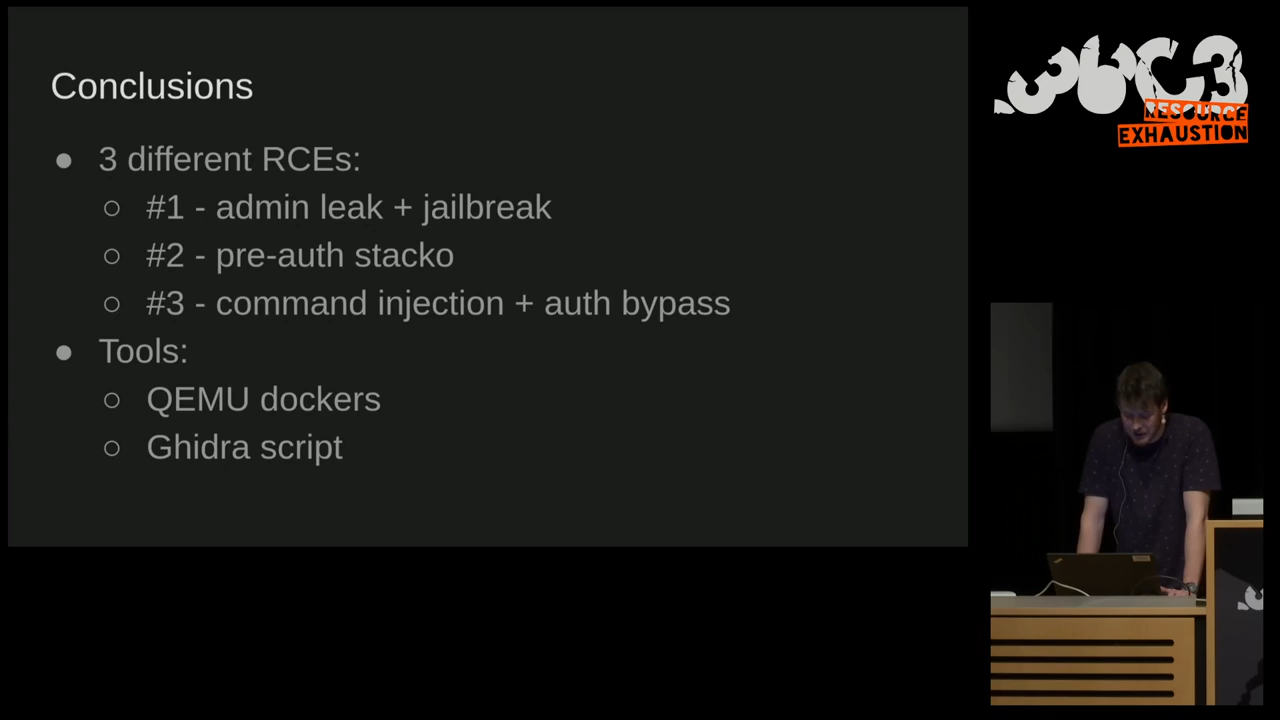 Conclusions
● 3 different RCEs:
○ #1 - admin leak + jailbreak
○ #2 - pre-auth stacko
○ #3 - command injection + auth bypass
● Tools:
○ QEMU dockers
○ Ghidra script
36C3
RESOURCE
EXHAUSTION